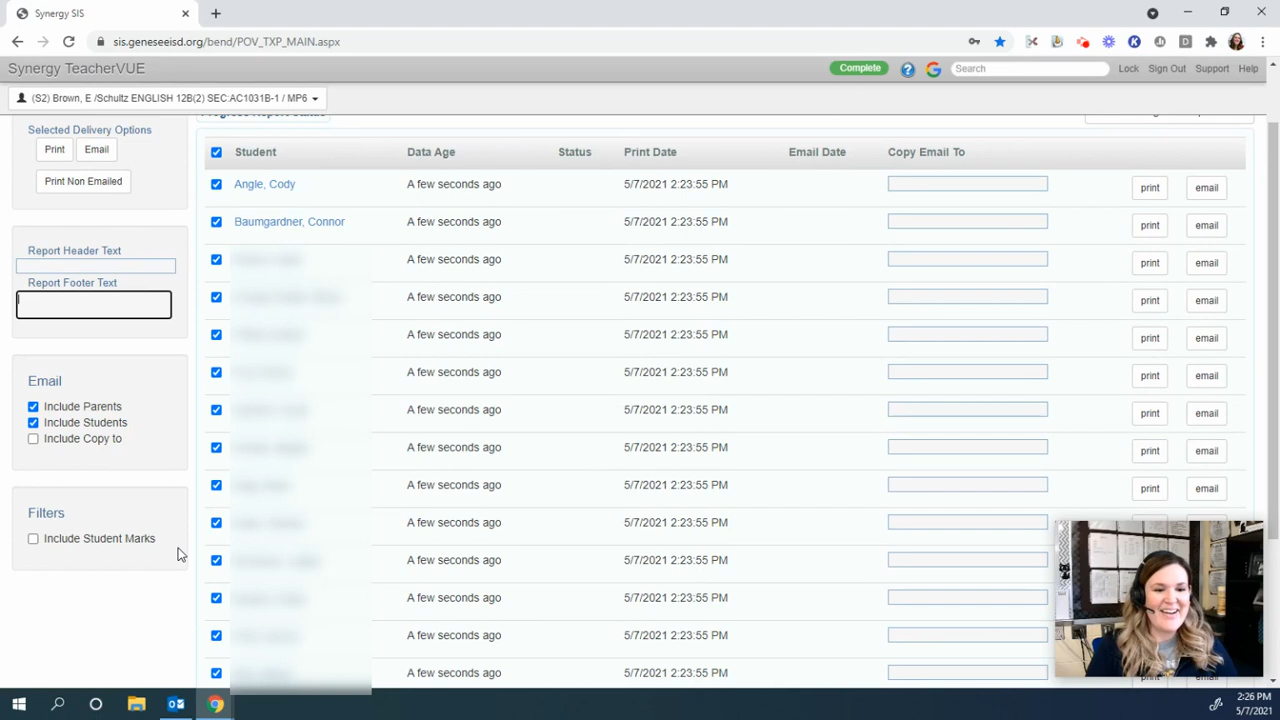 Synergy SIS
sis.geneseeisd.org/bend/POV_TXP_MAIN.aspx
Synergy TeacherVUE
Complete
Search
Lock Sign Out Support Help
(S2) Brown, E /Schultz ENGLISH 12B(2) SEC:AC1031B-1 / MP6
Progress Report Status
Selected Delivery Options
Print Email
Print Non Emailed
Report Header Text
Report Footer Text
Email
Include Parents
Include Students
Include Copy to
Filters
Include Student Marks
Student Data Age Status Print Date Email Date Copy Email To
Angle, Cody A few seconds ago 5/7/2021 2:23:55 PM print email
Baumgardner, Connor A few seconds ago 5/7/2021 2:23:55 PM print email
A few seconds ago 5/7/2021 2:23:55 PM print email
A few seconds ago 5/7/2021 2:23:55 PM print email
A few seconds ago 5/7/2021 2:23:55 PM print email
A few seconds ago 5/7/2021 2:23:55 PM print email
A few seconds ago 5/7/2021 2:23:55 PM print email
A few seconds ago 5/7/2021 2:23:55 PM print email
A few seconds ago 5/7/2021 2:23:55 PM print email
A few seconds ago 5/7/2021 2:23:55 PM
A few seconds ago 5/7/2021 2:23:55 PM
A few seconds ago 5/7/2021 2:23:55 PM
A few seconds ago 5/7/2021 2:23:55 PM
A few seconds ago 5/7/2021 2:23:55 PM
2:26 PM
5/7/2021